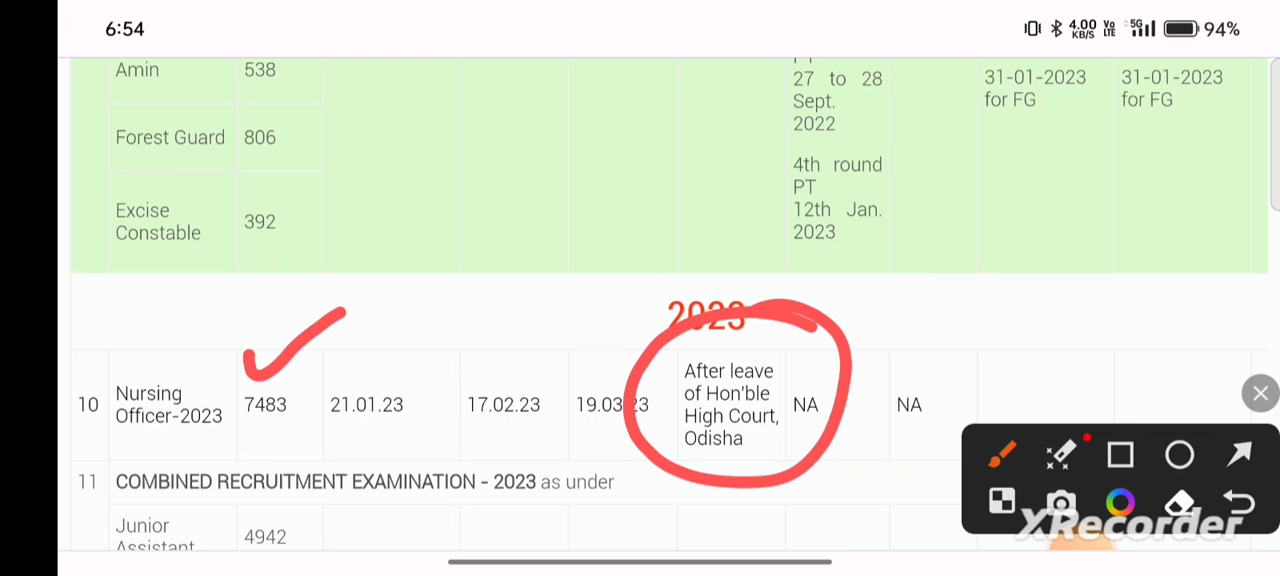 6:54
4.00 KB/S Vo LTE 5G 94%
Amin 538
27 to 28
Sept.
2022
31-01-2023
for FG
31-01-2023
for FG
Forest Guard 806
4th round
PT
12th Jan.
2023
Excise
Constable
392
2023
10
Nursing
Officer-2023
7483
21.01.23
17.02.23
19.03.23
After leave
of Hon'ble
High Court,
Odisha
NA
NA
11 COMBINED RECRUITMENT EXAMINATION - 2023 as under
Junior
Assistant
4942
XRecorder